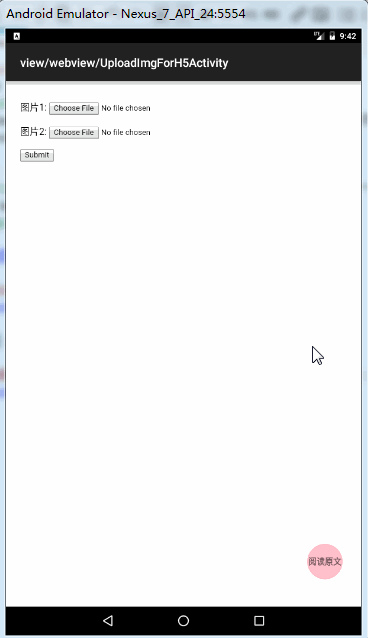 Android Emulator - Nexus_7_API_24:5554
9:42
view/webview/UploadImgForH5Activity
图片1: Choose File No file chosen
图片2: Choose File No file chosen
Submit
阅读原文